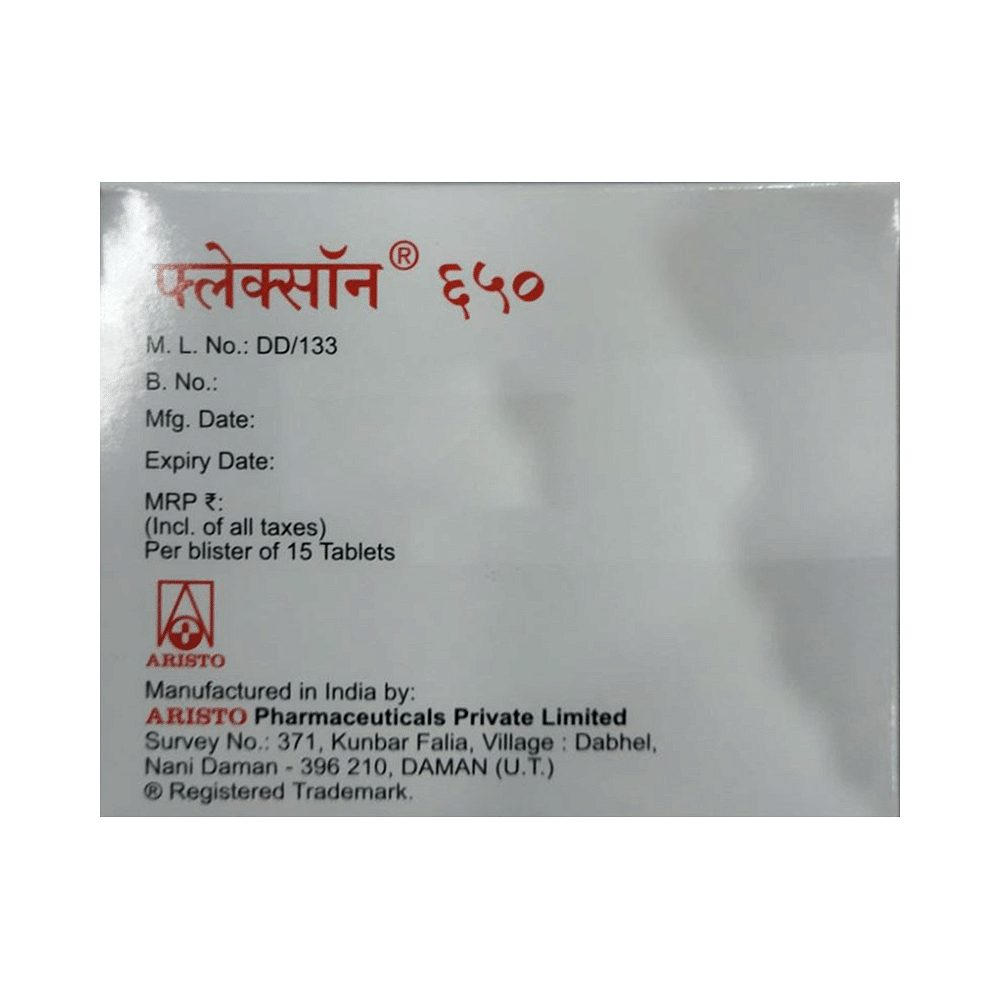 फ्लेक्सॉन® ६५०
M. L. No.: DD/133
B. No.:
Mfg. Date:
Expiry Date:
MRP ₹:
(Incl. of all taxes)
Per blister of 15 Tablets
ARISTO
Manufactured in India by:
ARISTO Pharmaceuticals Private Limited
Survey No.: 371, Kunbar Falia, Village : Dabhel,
Nani Daman - 396 210, DAMAN (U.T.)
® Registered Trademark.